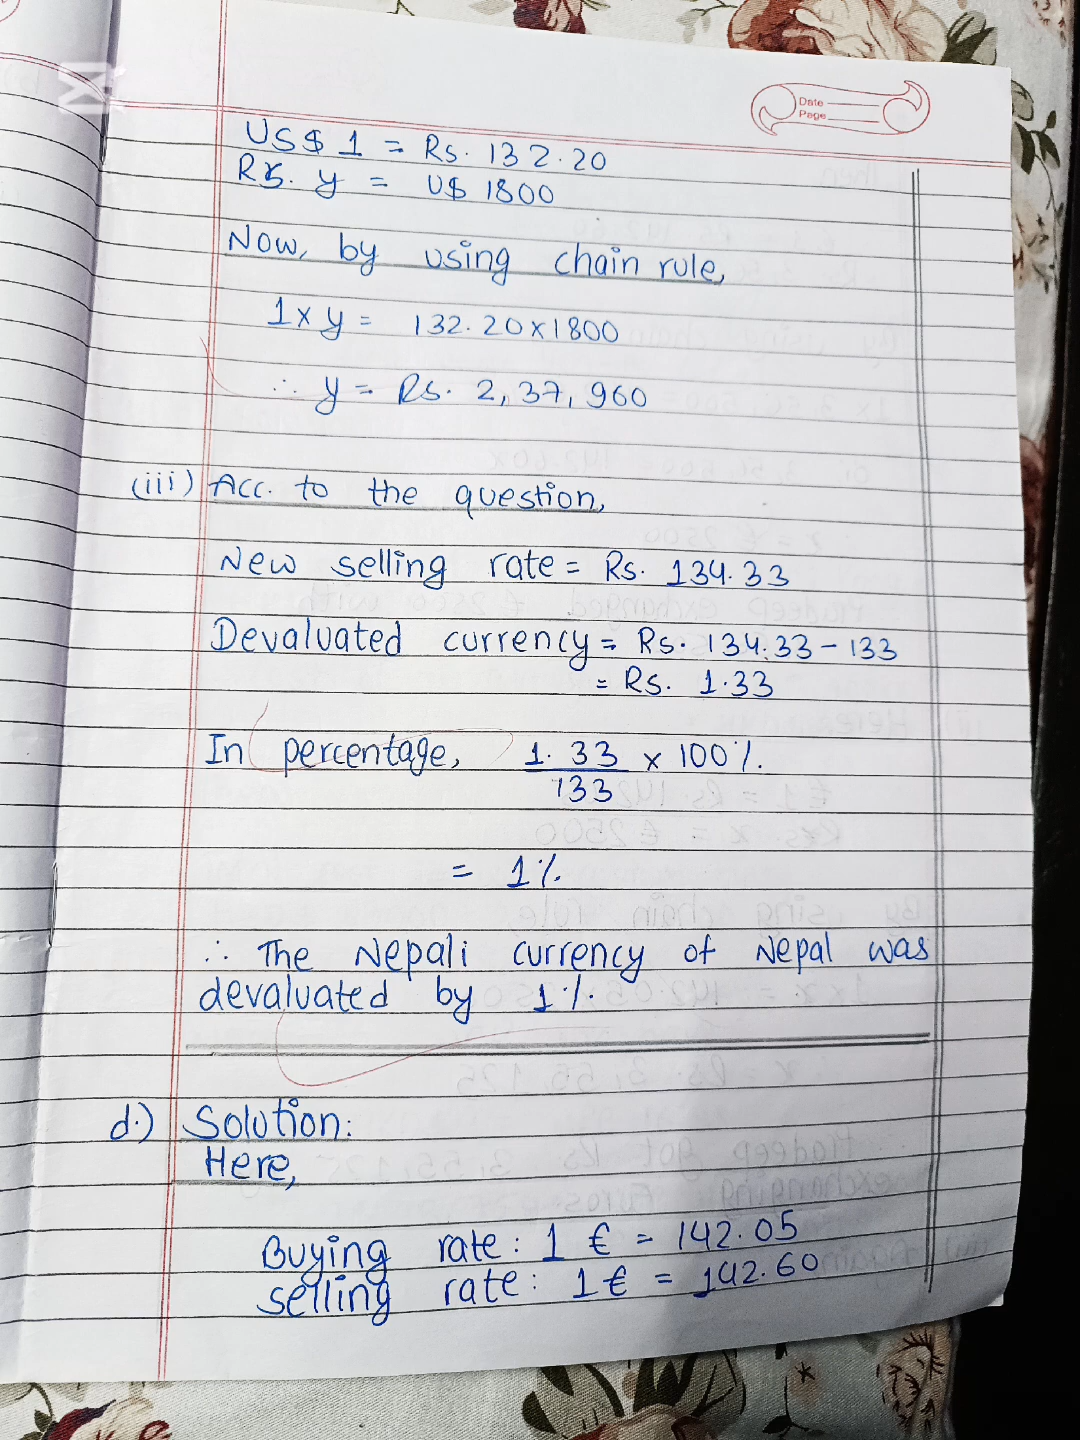 Date
Page
US $ 1 = Rs. 132.20
Rs. y = U$ 1800
Now, by using chain rule,
1 x y = 132.20 x 1800
∴ y = Rs. 2,37,960
(iii) Acc. to the question,
New selling rate = Rs. 134.33
Devaluated currency = Rs. 134.33 - 133
= Rs. 1.33
In percentage, 1.33/133 x 100%.
= 1%.
∴ The Nepali currency of Nepal was
devaluated by 1%.
d.) Solution:
Here,
Buying rate: 1 € = 142.05
selling rate: 1 € = 142.60